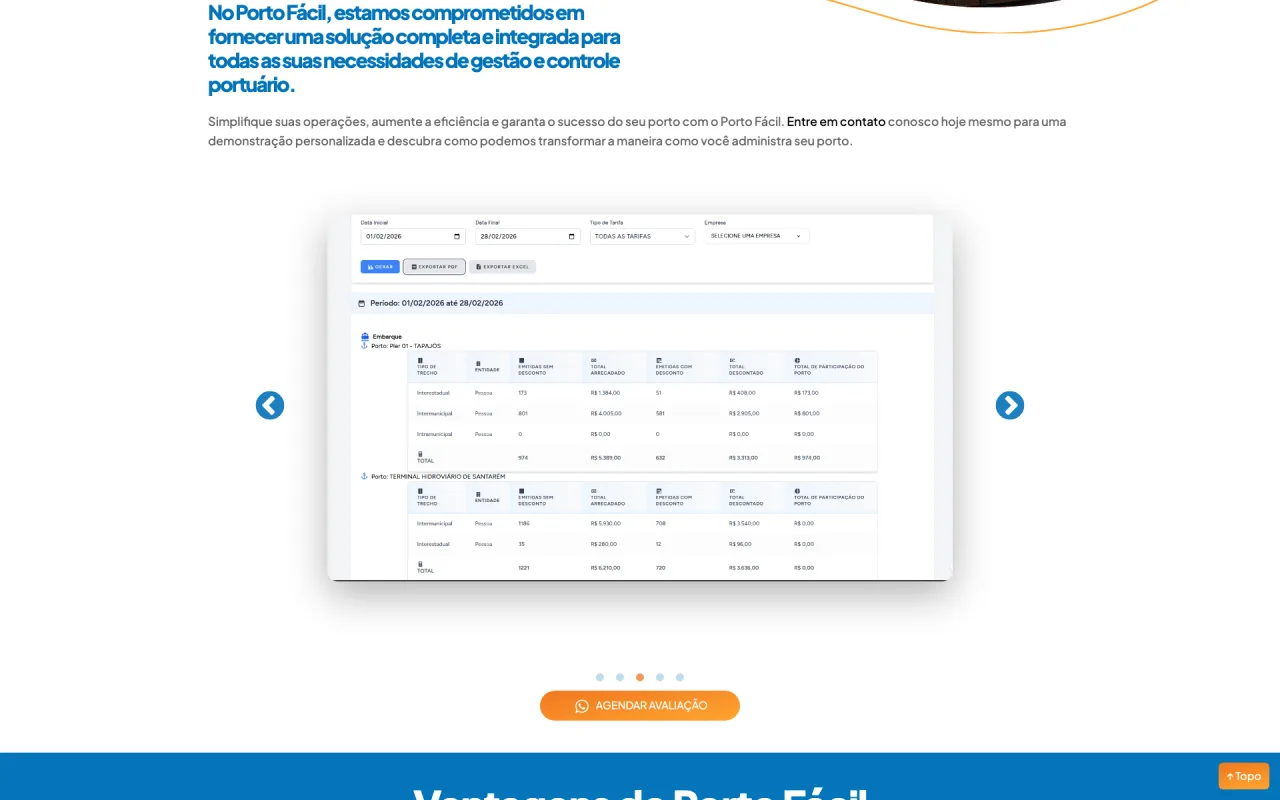 No Porto Fácil, estamos comprometidos em
fornecer uma solução completa e integrada para
todas as suas necessidades de gestão e controle
portuário.
Simplifique suas operações, aumente a eficiência e garanta o sucesso do seu porto com o Porto Fácil. Entre em contato conosco hoje mesmo para uma
demonstração personalizada e descubra como podemos transformar a maneira como você administra seu porto.
Data Inicial Data Final Tipo de Tarifa Empresa
01/02/2026 28/02/2026 TODAS AS TARIFAS SELECIONE UMA EMPRESA
GERAR EXPORTAR PDF EXPORTAR EXCEL
Período: 01/02/2026 até 28/02/2026
Embarque
Porto: Píer 01 - TAPAJÓS
TIPO DE TRECHO ENTIDADE EMITIDAS SEM DESCONTO TOTAL ARRECADADO EMITIDAS COM DESCONTO TOTAL DESCONTADO TOTAL DE PARTICIPAÇÃO DO PORTO
Interestadual Pessoa 173 R$ 1.384,00 51 R$ 408,00 R$ 173,00
Intermunicipal Pessoa 801 R$ 4.005,00 581 R$ 2.905,00 R$ 801,00
Intramunicipal Pessoa 0 R$ 0,00 0 R$ 0,00 R$ 0,00
TOTAL 974 R$ 5.389,00 632 R$ 3.313,00 R$ 974,00
Porto: TERMINAL HIDROVIÁRIO DE SANTARÉM
TIPO DE TRECHO ENTIDADE EMITIDAS SEM DESCONTO TOTAL ARRECADADO EMITIDAS COM DESCONTO TOTAL DESCONTADO TOTAL DE PARTICIPAÇÃO DO PORTO
Intermunicipal Pessoa 1186 R$ 5.930,00 708 R$ 3.540,00 R$ 0,00
Interestadual Pessoa 35 R$ 280,00 12 R$ 96,00 R$ 0,00
TOTAL 1221 R$ 6.210,00 720 R$ 3.636,00 R$ 0,00
AGENDAR AVALIAÇÃO
Topo
Vantagens do Porto Fácil